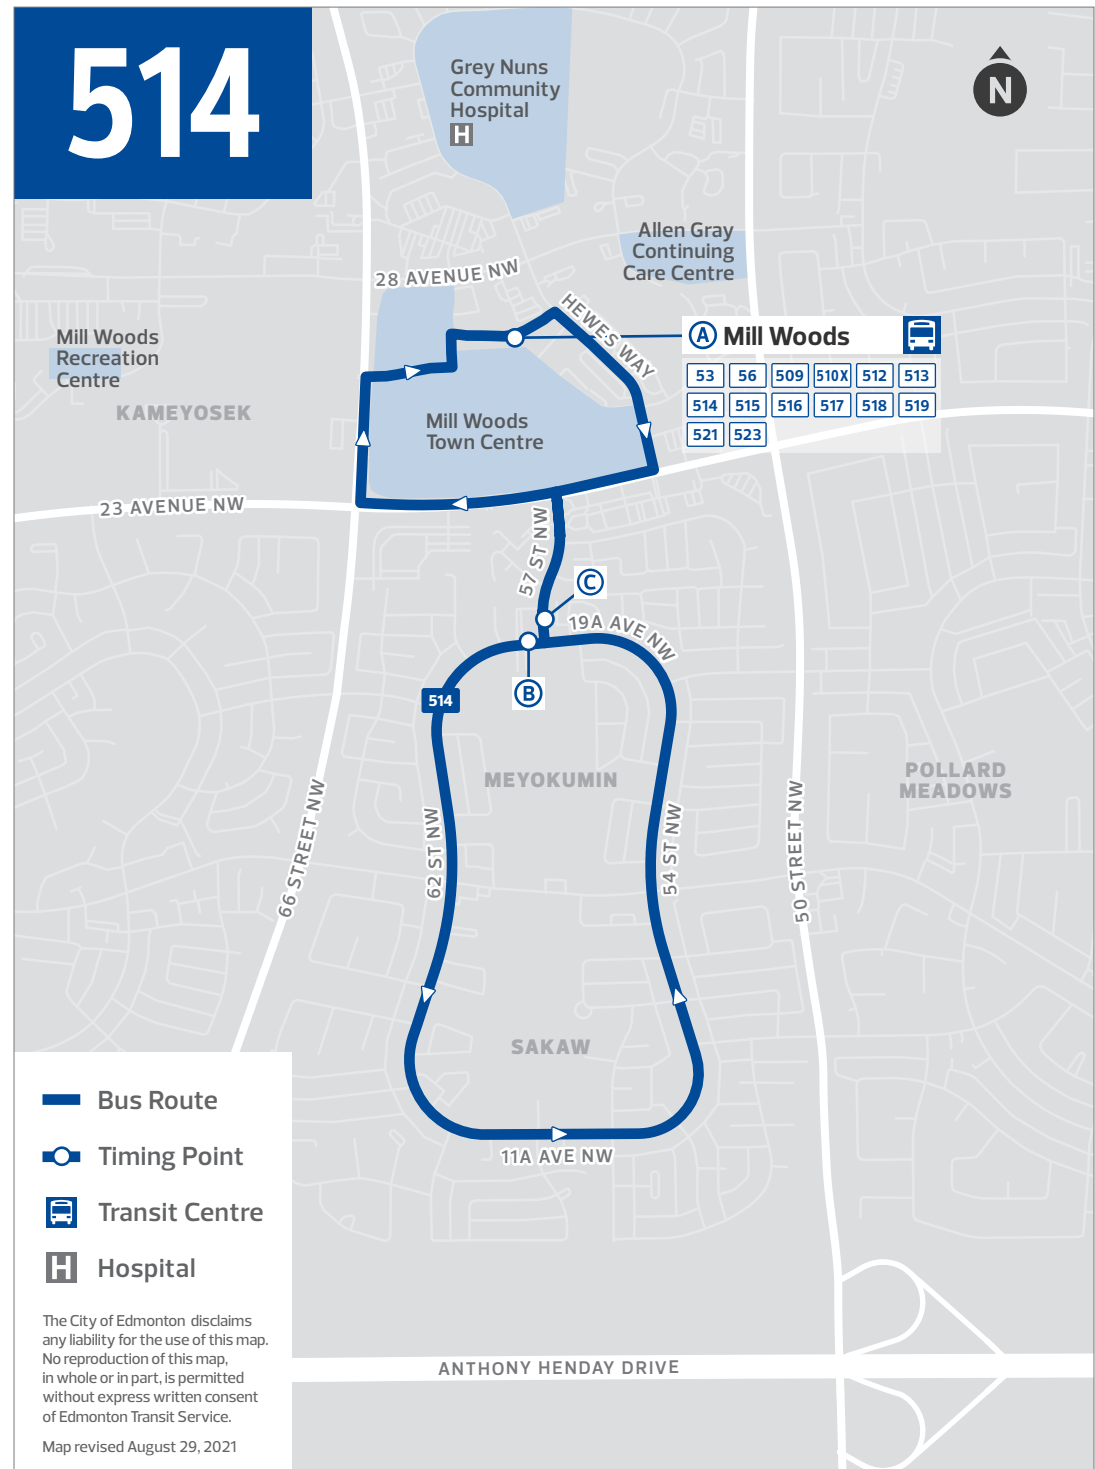 514
Grey Nuns
Community
Hospital
H
N
Allen Gray
Continuing
Care Centre
28 AVENUE NW
HEWES WAY
Mill Woods
Recreation
Centre
A Mill Woods
53 56 509 510X 512 513
514 515 516 517 518 519
521 523
KAMEYOSEK
Mill Woods
Town Centre
23 AVENUE NW
57 ST NW
C
19A AVE NW
B
514
MEYOKUMIN
POLLARD
MEADOWS
66 STREET NW
62 ST NW
54 ST NW
50 STREET NW
SAKAW
11A AVE NW
Bus Route
Timing Point
Transit Centre
H Hospital
The City of Edmonton disclaims
any liability for the use of this map.
No reproduction of this map,
in whole or in part, is permitted
without express written consent
of Edmonton Transit Service.
Map revised August 29, 2021
ANTHONY HENDAY DRIVE